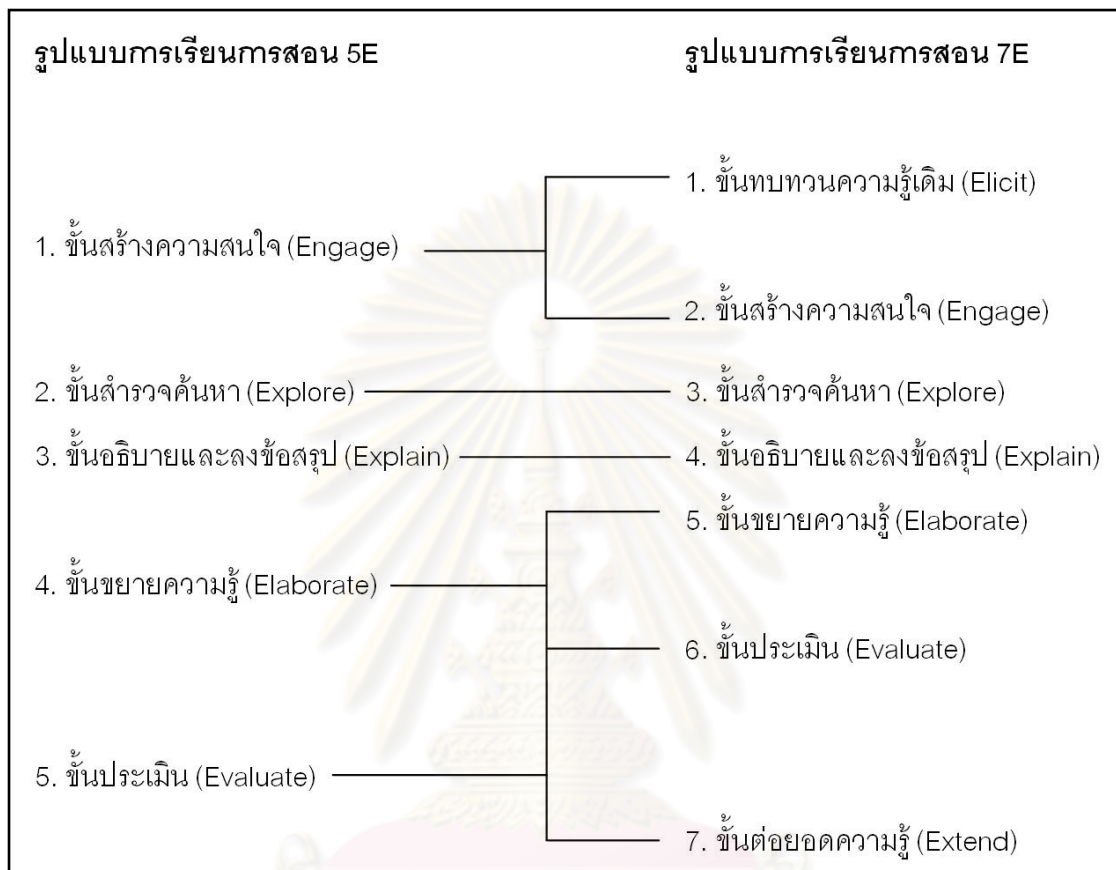 รูปแบบการเรียนการสอน 5E
1. ขั้นสร้างความสนใจ (Engage)
2. ขั้นสำรวจค้นหา (Explore)
3. ขั้นอธิบายและลงข้อสรุป (Explain)
4. ขั้นขยายความรู้ (Elaborate)
5. ขั้นประเมิน (Evaluate)
รูปแบบการเรียนการสอน 7E
1. ขั้นทบทวนความรู้เดิม (Elicit)
2. ขั้นสร้างความสนใจ (Engage)
3. ขั้นสำรวจค้นหา (Explore)
4. ขั้นอธิบายและลงข้อสรุป (Explain)
5. ขั้นขยายความรู้ (Elaborate)
6. ขั้นประเมิน (Evaluate)
7. ขั้นต่อยอดความรู้ (Extend)